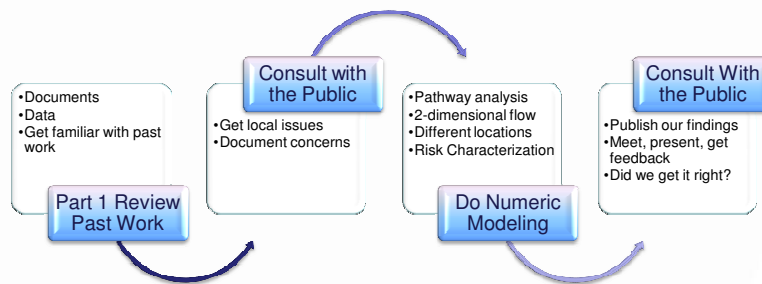 •Documents
•Data
•Get familiar with past
work
Part 1 Review
Past Work
Consult with
the Public
•Get local issues
•Document concerns
•Pathway analysis
•2-dimensional flow
•Different locations
•Risk Characterization
Do Numeric
Modeling
Consult With
the Public
•Publish our findings
•Meet, present, get
feedback
•Did we get it right?